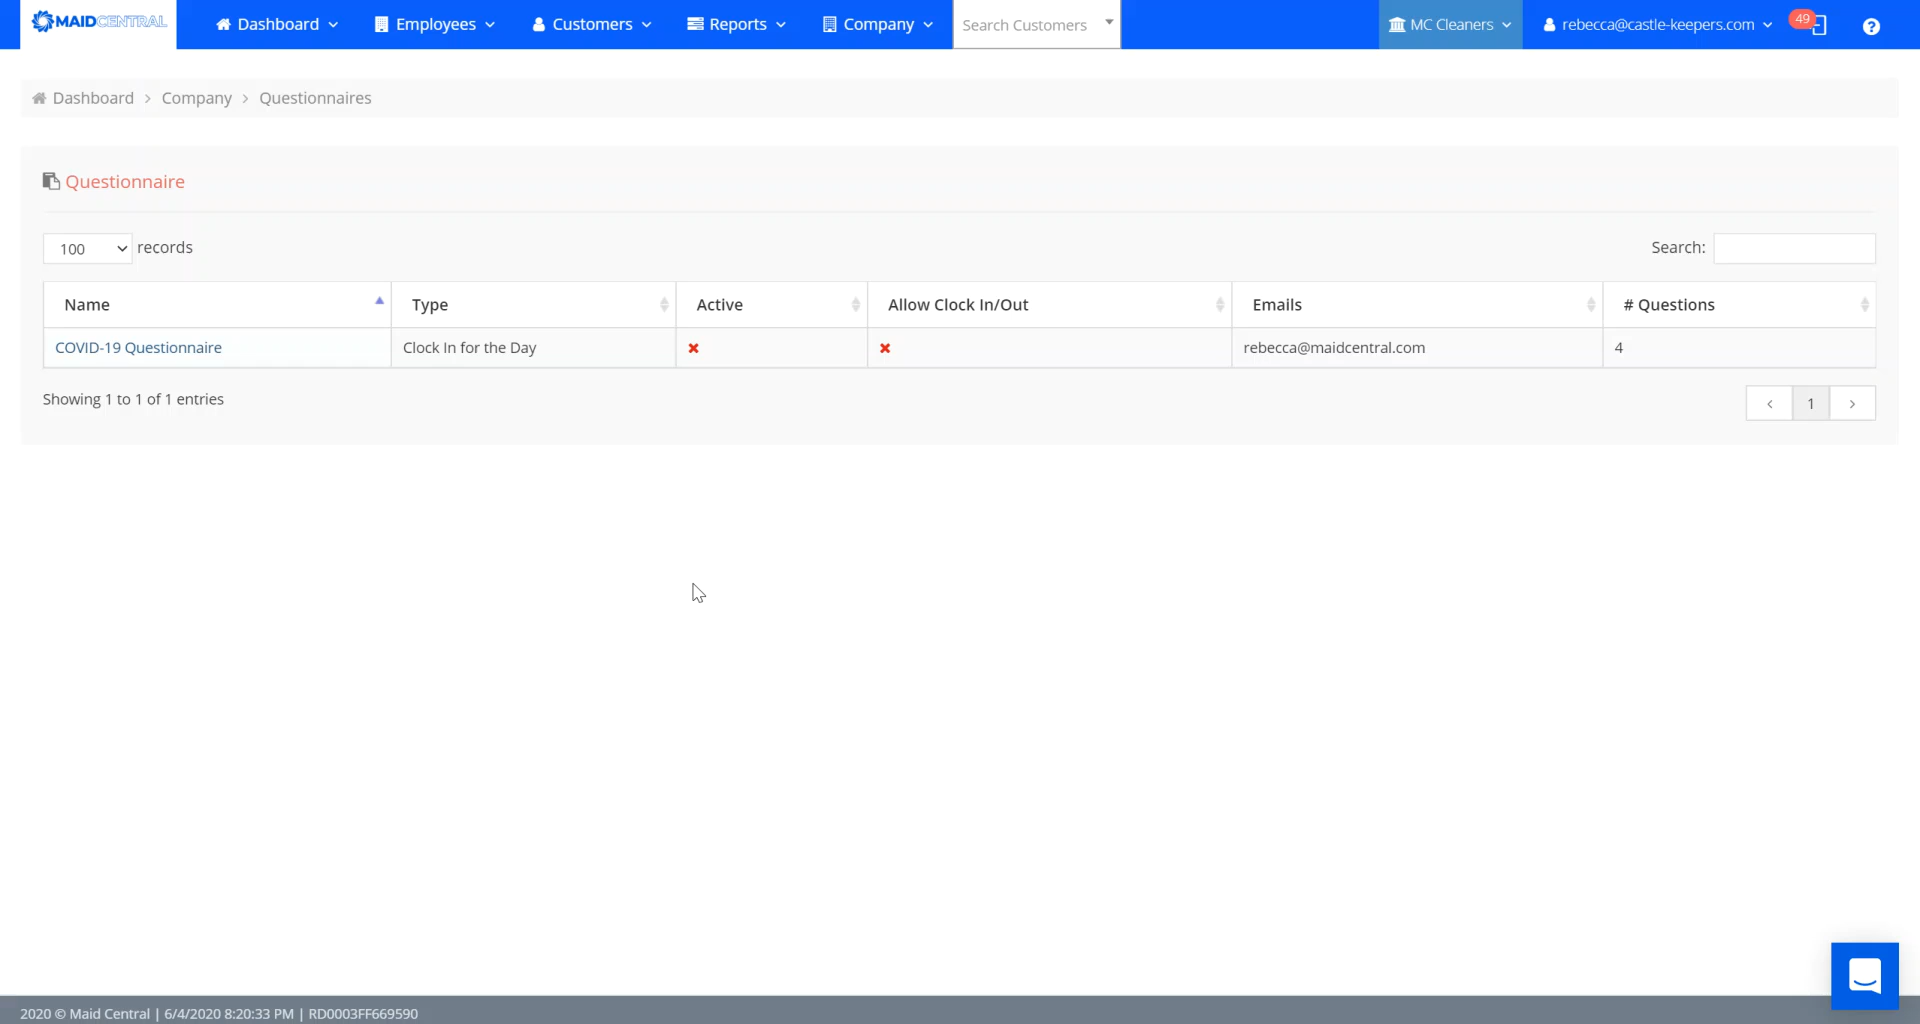 MAIDCENTRAL Dashboard Employees Customers Reports Company Search Customers MC Cleaners rebecca@castle-keepers.com 49
Dashboard > Company > Questionnaires
Questionnaire
100 records Search:
Name Type Active Allow Clock In/Out Emails # Questions
COVID-19 Questionnaire Clock In for the Day rebecca@maidcentral.com 4
Showing 1 to 1 of 1 entries
‹ 1 ›
2020 © Maid Central | 6/4/2020 8:20:33 PM | RD0003FF669590